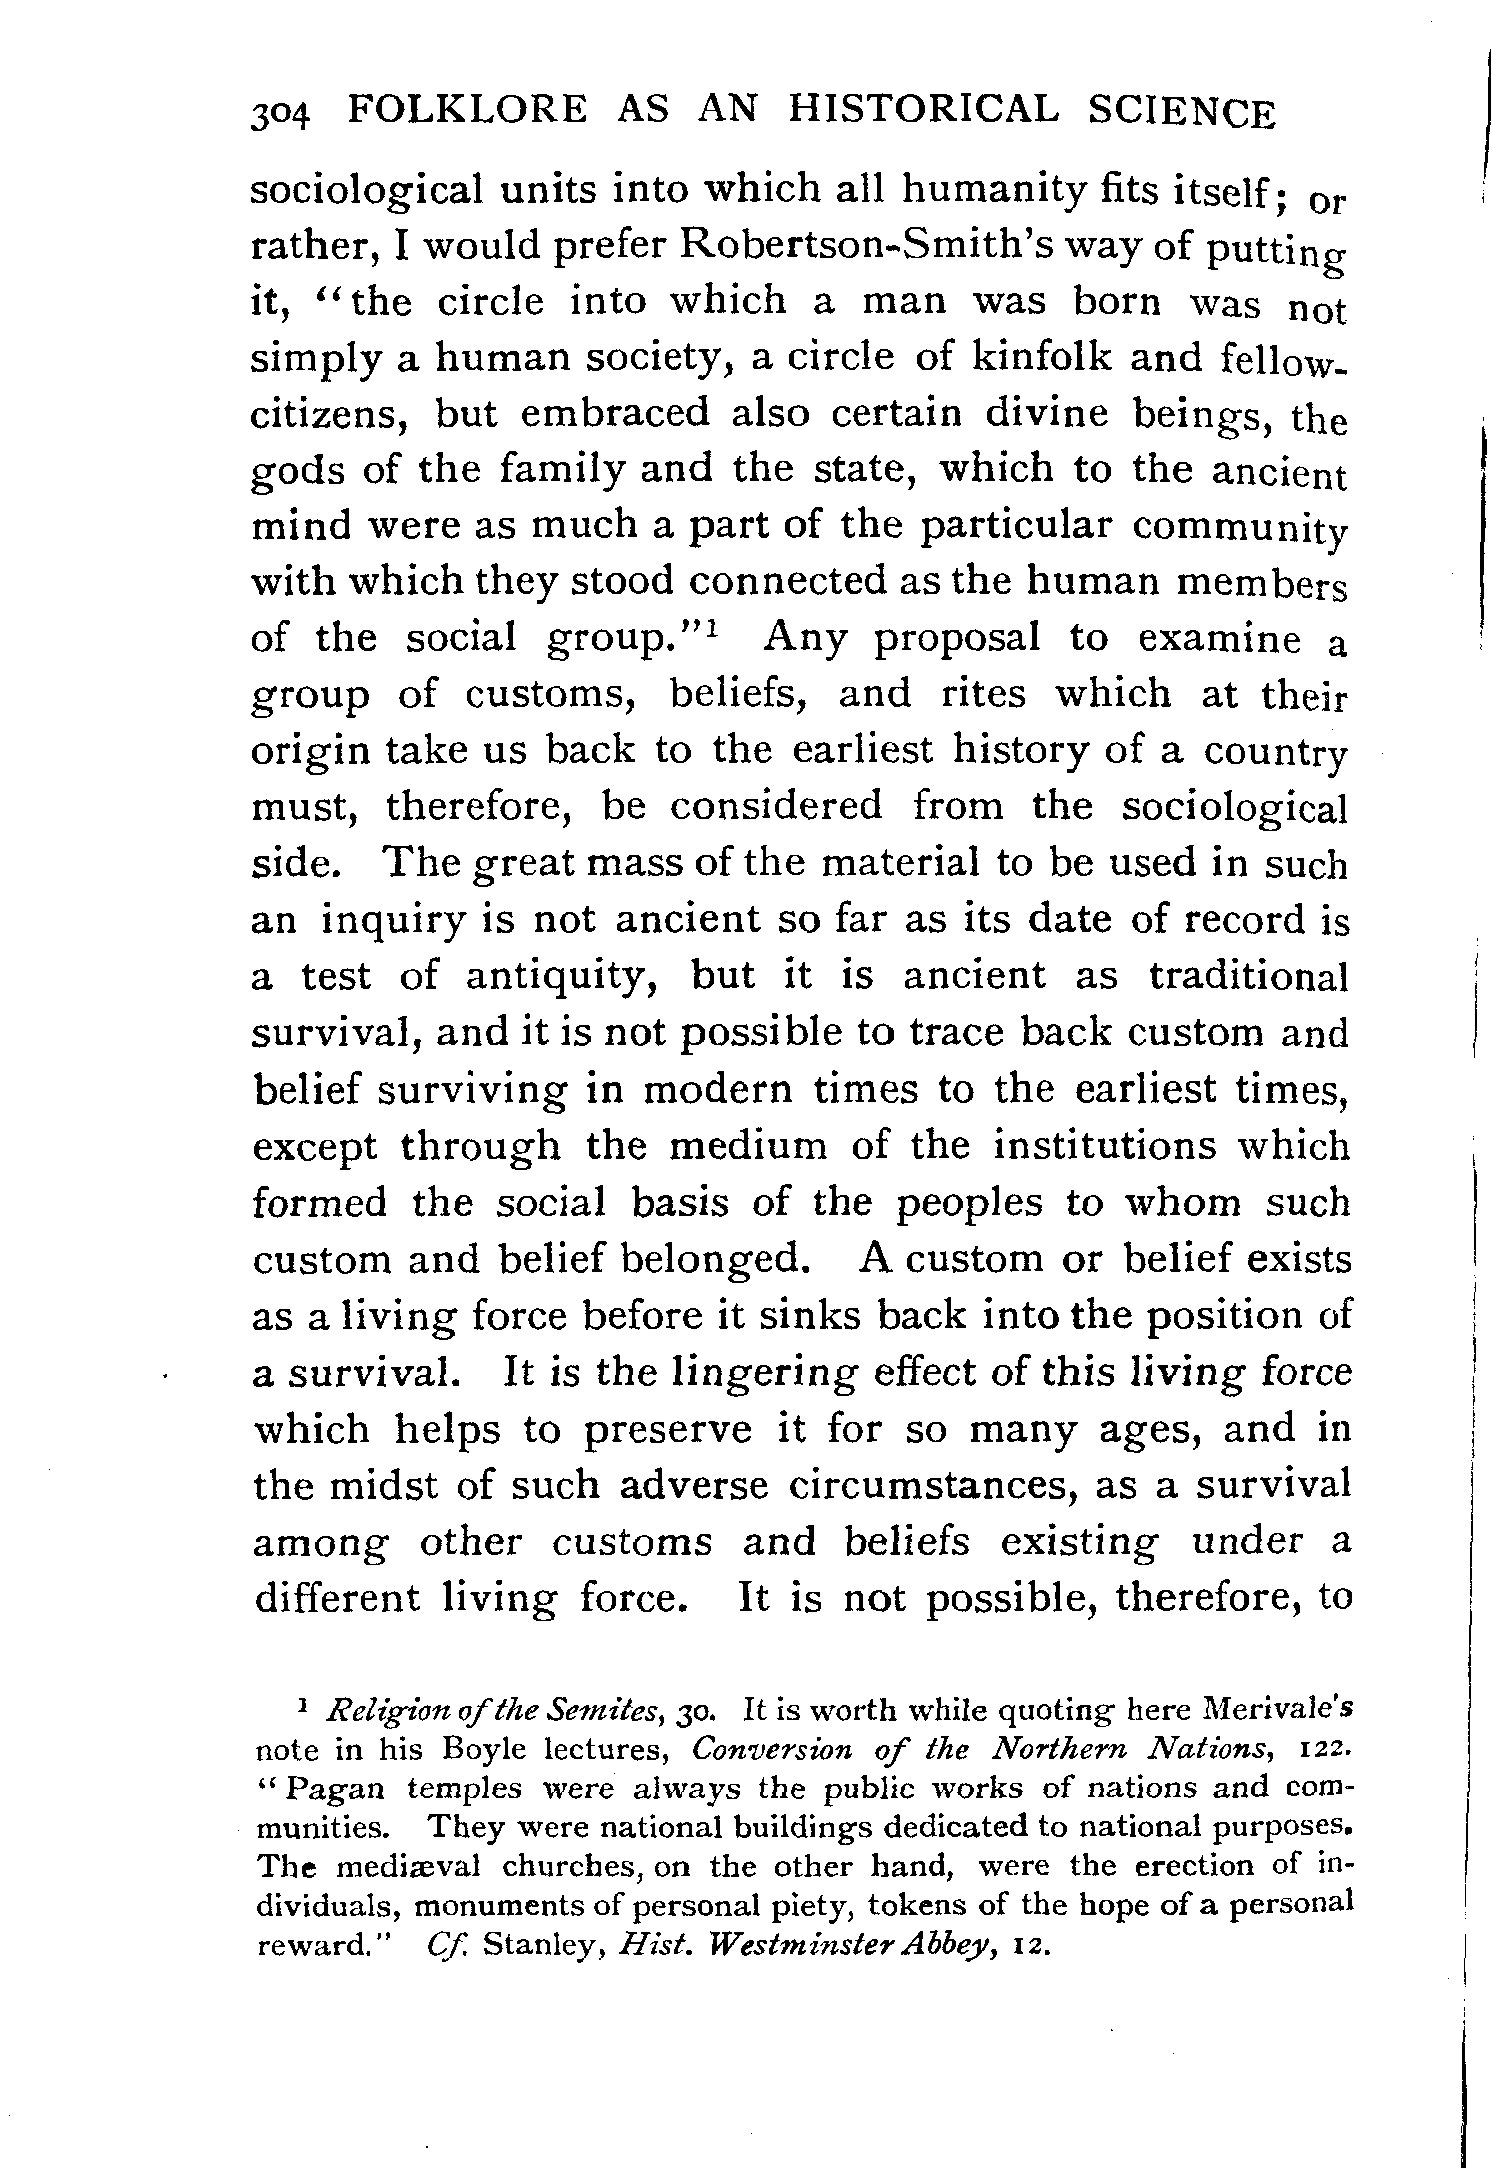 304 FOLKLORE AS AN HISTORICAL SCIENCE
sociological units into which all humanity fits itself; or
rather, I would prefer Robertson-Smith's way of putting
it, "the circle into which a man was born was not
simply a human society, a circle of kinfolk and fellow-
citizens, but embraced also certain divine beings, the
gods of the family and the state, which to the ancient
mind were as much a part of the particular community
with which they stood connected as the human members
of the social group."¹ Any proposal to examine a
group of customs, beliefs, and rites which at their
origin take us back to the earliest history of a country
must, therefore, be considered from the sociological
side. The great mass of the material to be used in such
an inquiry is not ancient so far as its date of record is
a test of antiquity, but it is ancient as traditional
survival, and it is not possible to trace back custom and
belief surviving in modern times to the earliest times,
except through the medium of the institutions which
formed the social basis of the peoples to whom such
custom and belief belonged. A custom or belief exists
as a living force before it sinks back into the position of
a survival. It is the lingering effect of this living force
which helps to preserve it for so many ages, and in
the midst of such adverse circumstances, as a survival
among other customs and beliefs existing under a
different living force. It is not possible, therefore, to
¹ Religion of the Semites, 30. It is worth while quoting here Merivale's
note in his Boyle lectures, Conversion of the Northern Nations, 122.
"Pagan temples were always the public works of nations and com-
munities. They were national buildings dedicated to national purposes.
The mediæval churches, on the other hand, were the erection of in-
dividuals, monuments of personal piety, tokens of the hope of a personal
reward." Cf. Stanley, Hist. Westminster Abbey, 12.